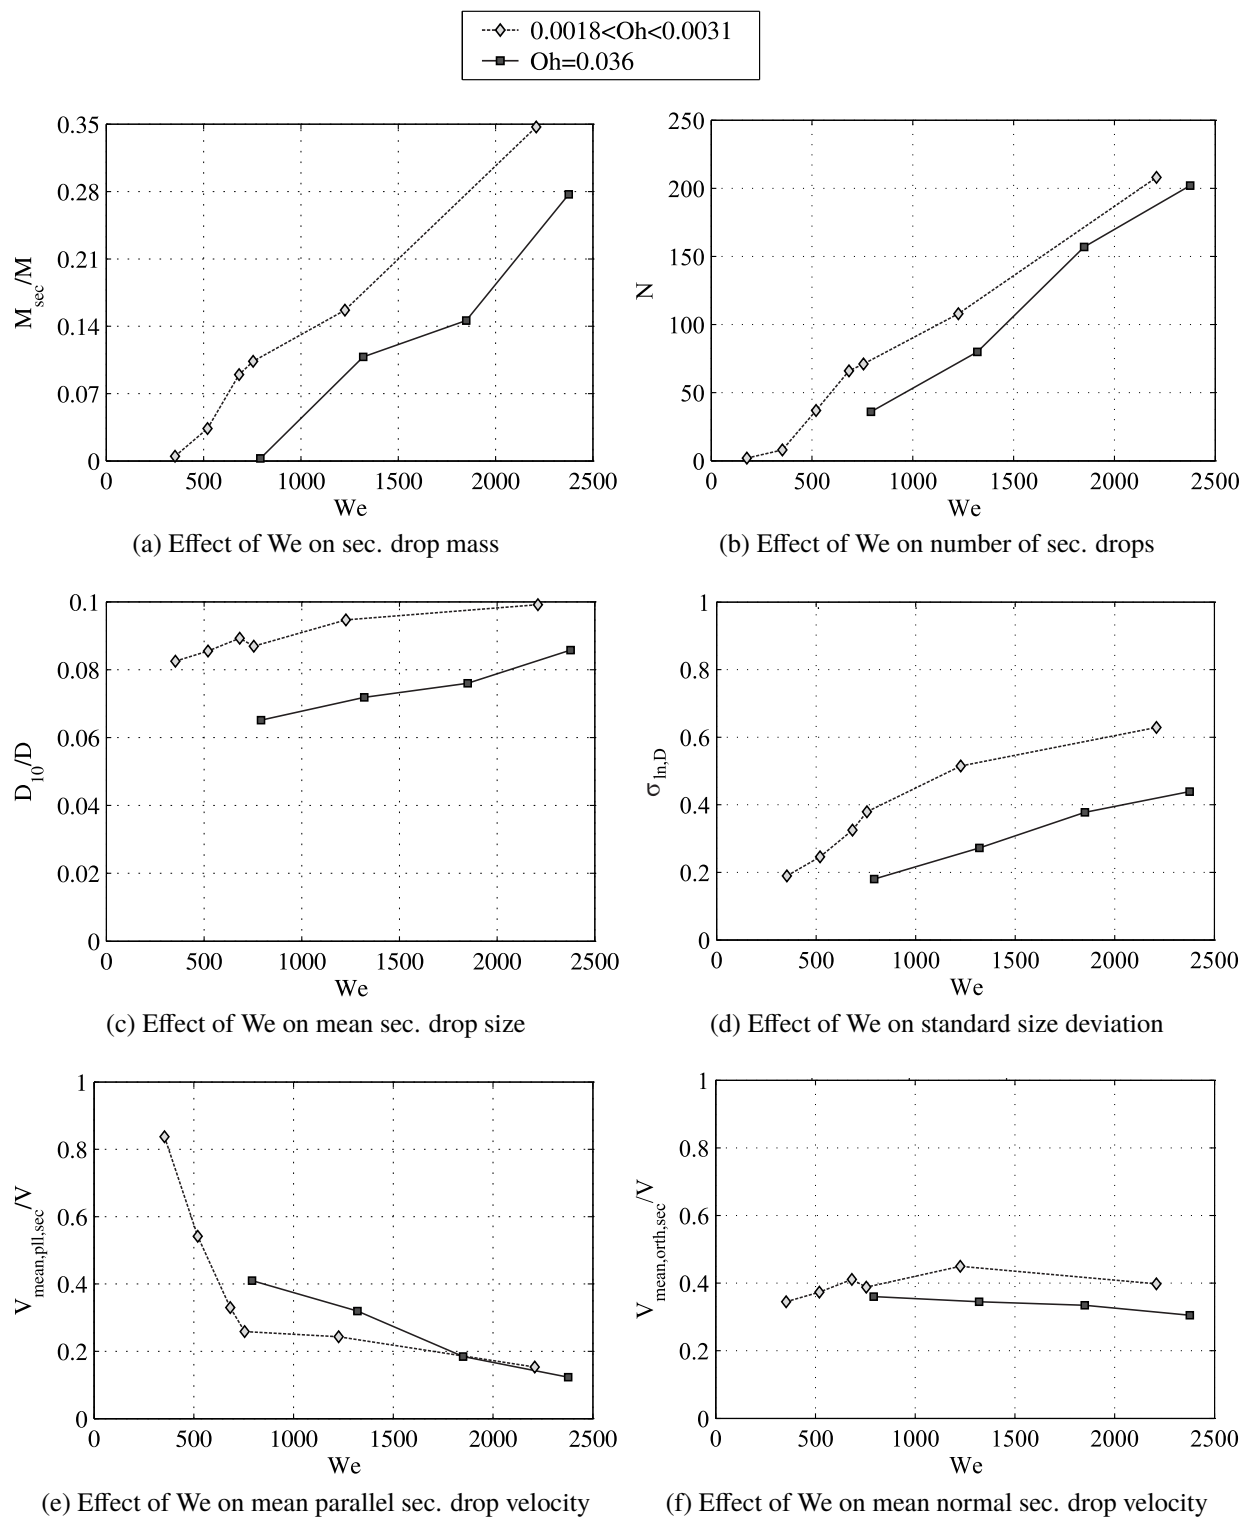 0.0018<Oh<0.0031
Oh=0.036
0.35
0.28
0.21
0.14
0.07
0
M_sec/M
0 500 1000 1500 2000 2500
We
(a) Effect of We on sec. drop mass
250
200
150
100
50
0
N
0 500 1000 1500 2000 2500
We
(b) Effect of We on number of sec. drops
0.1
0.08
0.06
0.04
0.02
0
D_10/D
0 500 1000 1500 2000 2500
We
(c) Effect of We on mean sec. drop size
1
0.8
0.6
0.4
0.2
0
σ_ln,D
0 500 1000 1500 2000 2500
We
(d) Effect of We on standard size deviation
1
0.8
0.6
0.4
0.2
0
V_mean,pll,sec/V
0 500 1000 1500 2000 2500
We
(e) Effect of We on mean parallel sec. drop velocity
1
0.8
0.6
0.4
0.2
0
V_mean,orth,sec/V
0 500 1000 1500 2000 2500
We
(f) Effect of We on mean normal sec. drop velocity